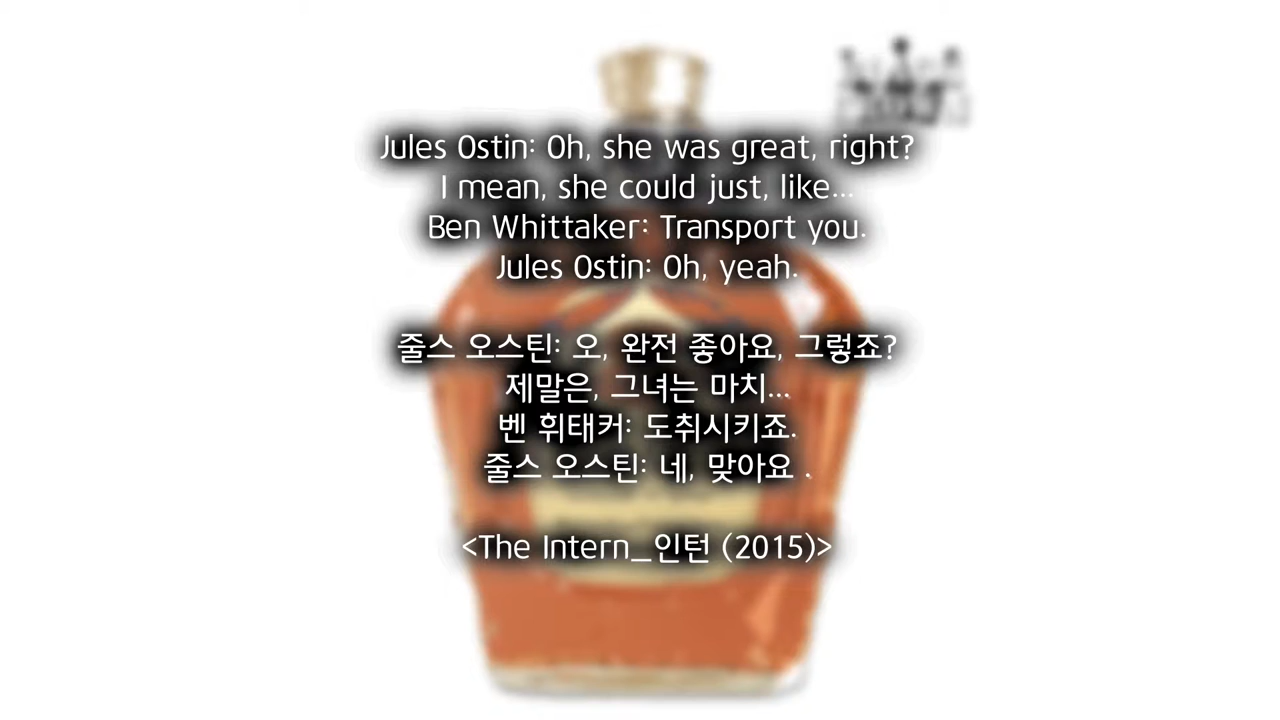 Jules Ostin: Oh, she was great, right?
I mean, she could just, like...
Ben Whittaker: Transport you.
Jules Ostin: Oh, yeah.
줄스 오스틴: 오, 완전 좋아요, 그렇죠?
제말은, 그녀는 마치...
벤 휘태커: 도취시키죠.
줄스 오스틴: 네, 맞아요 .
<The Intern_인턴 (2015)>